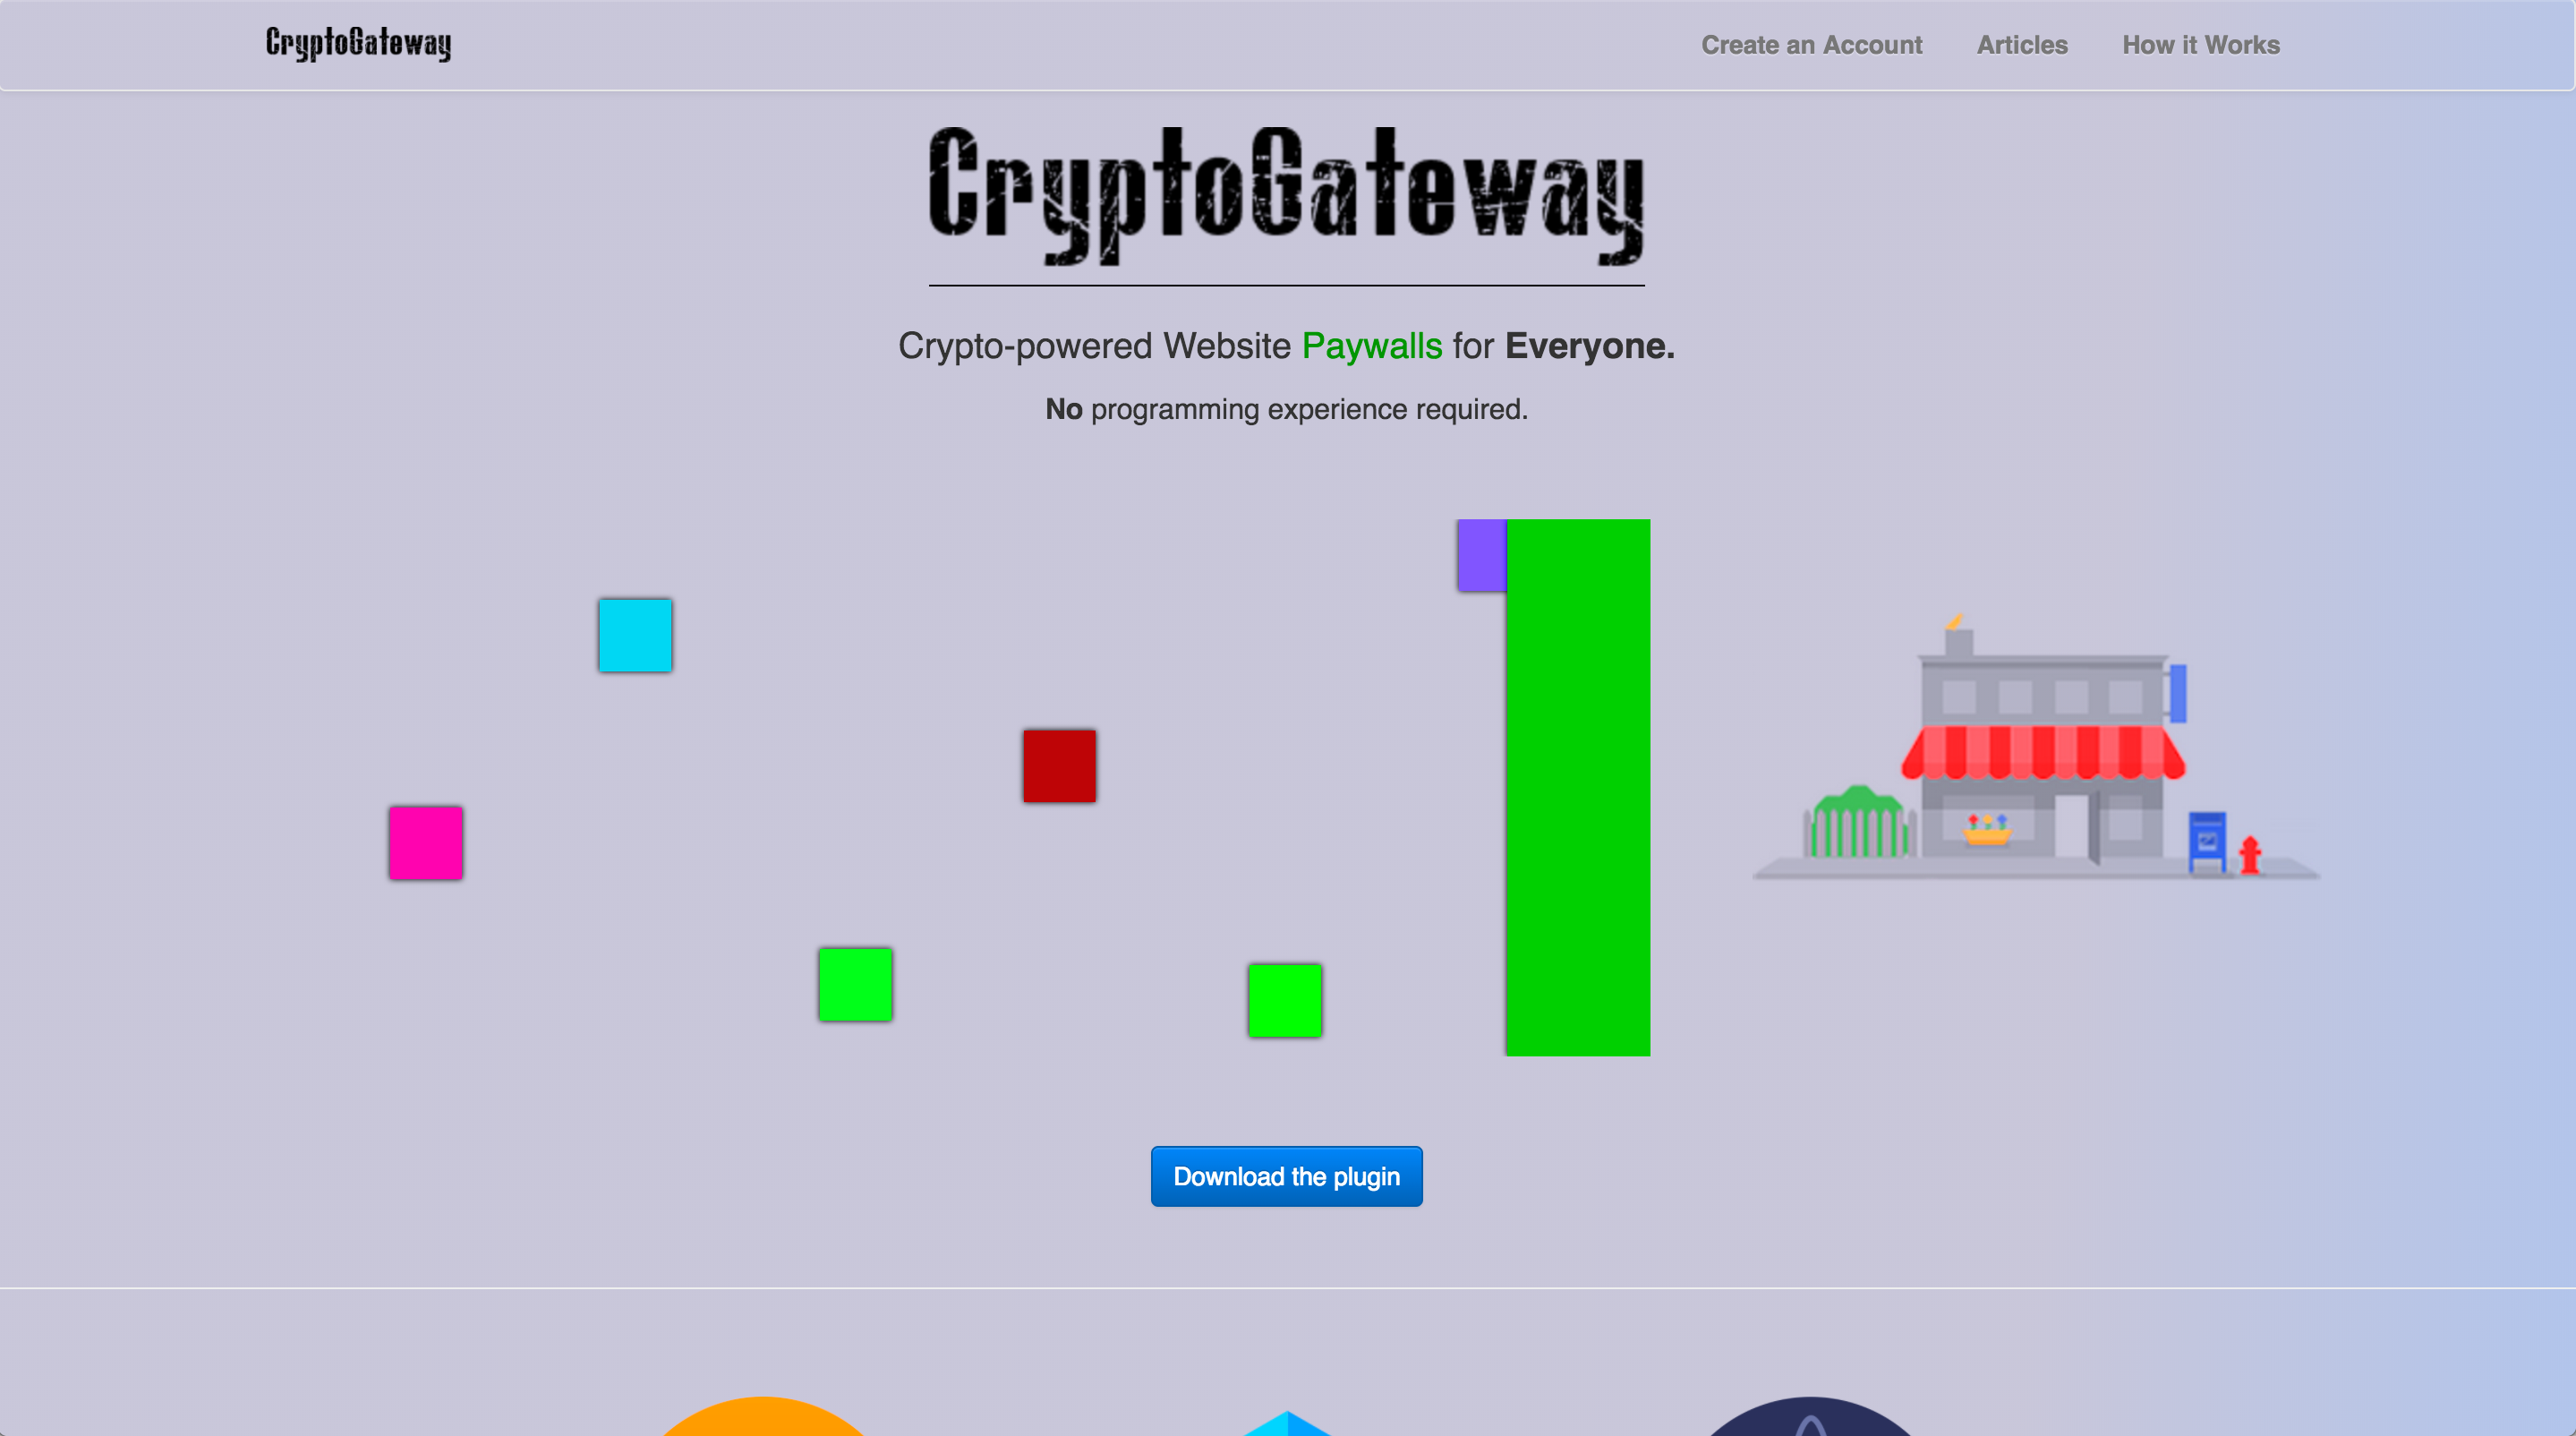 CryptoGateway
Create an Account
Articles
How it Works
CryptoGateway
Crypto-powered Website Paywalls for Everyone.
No programming experience required.
Download the plugin